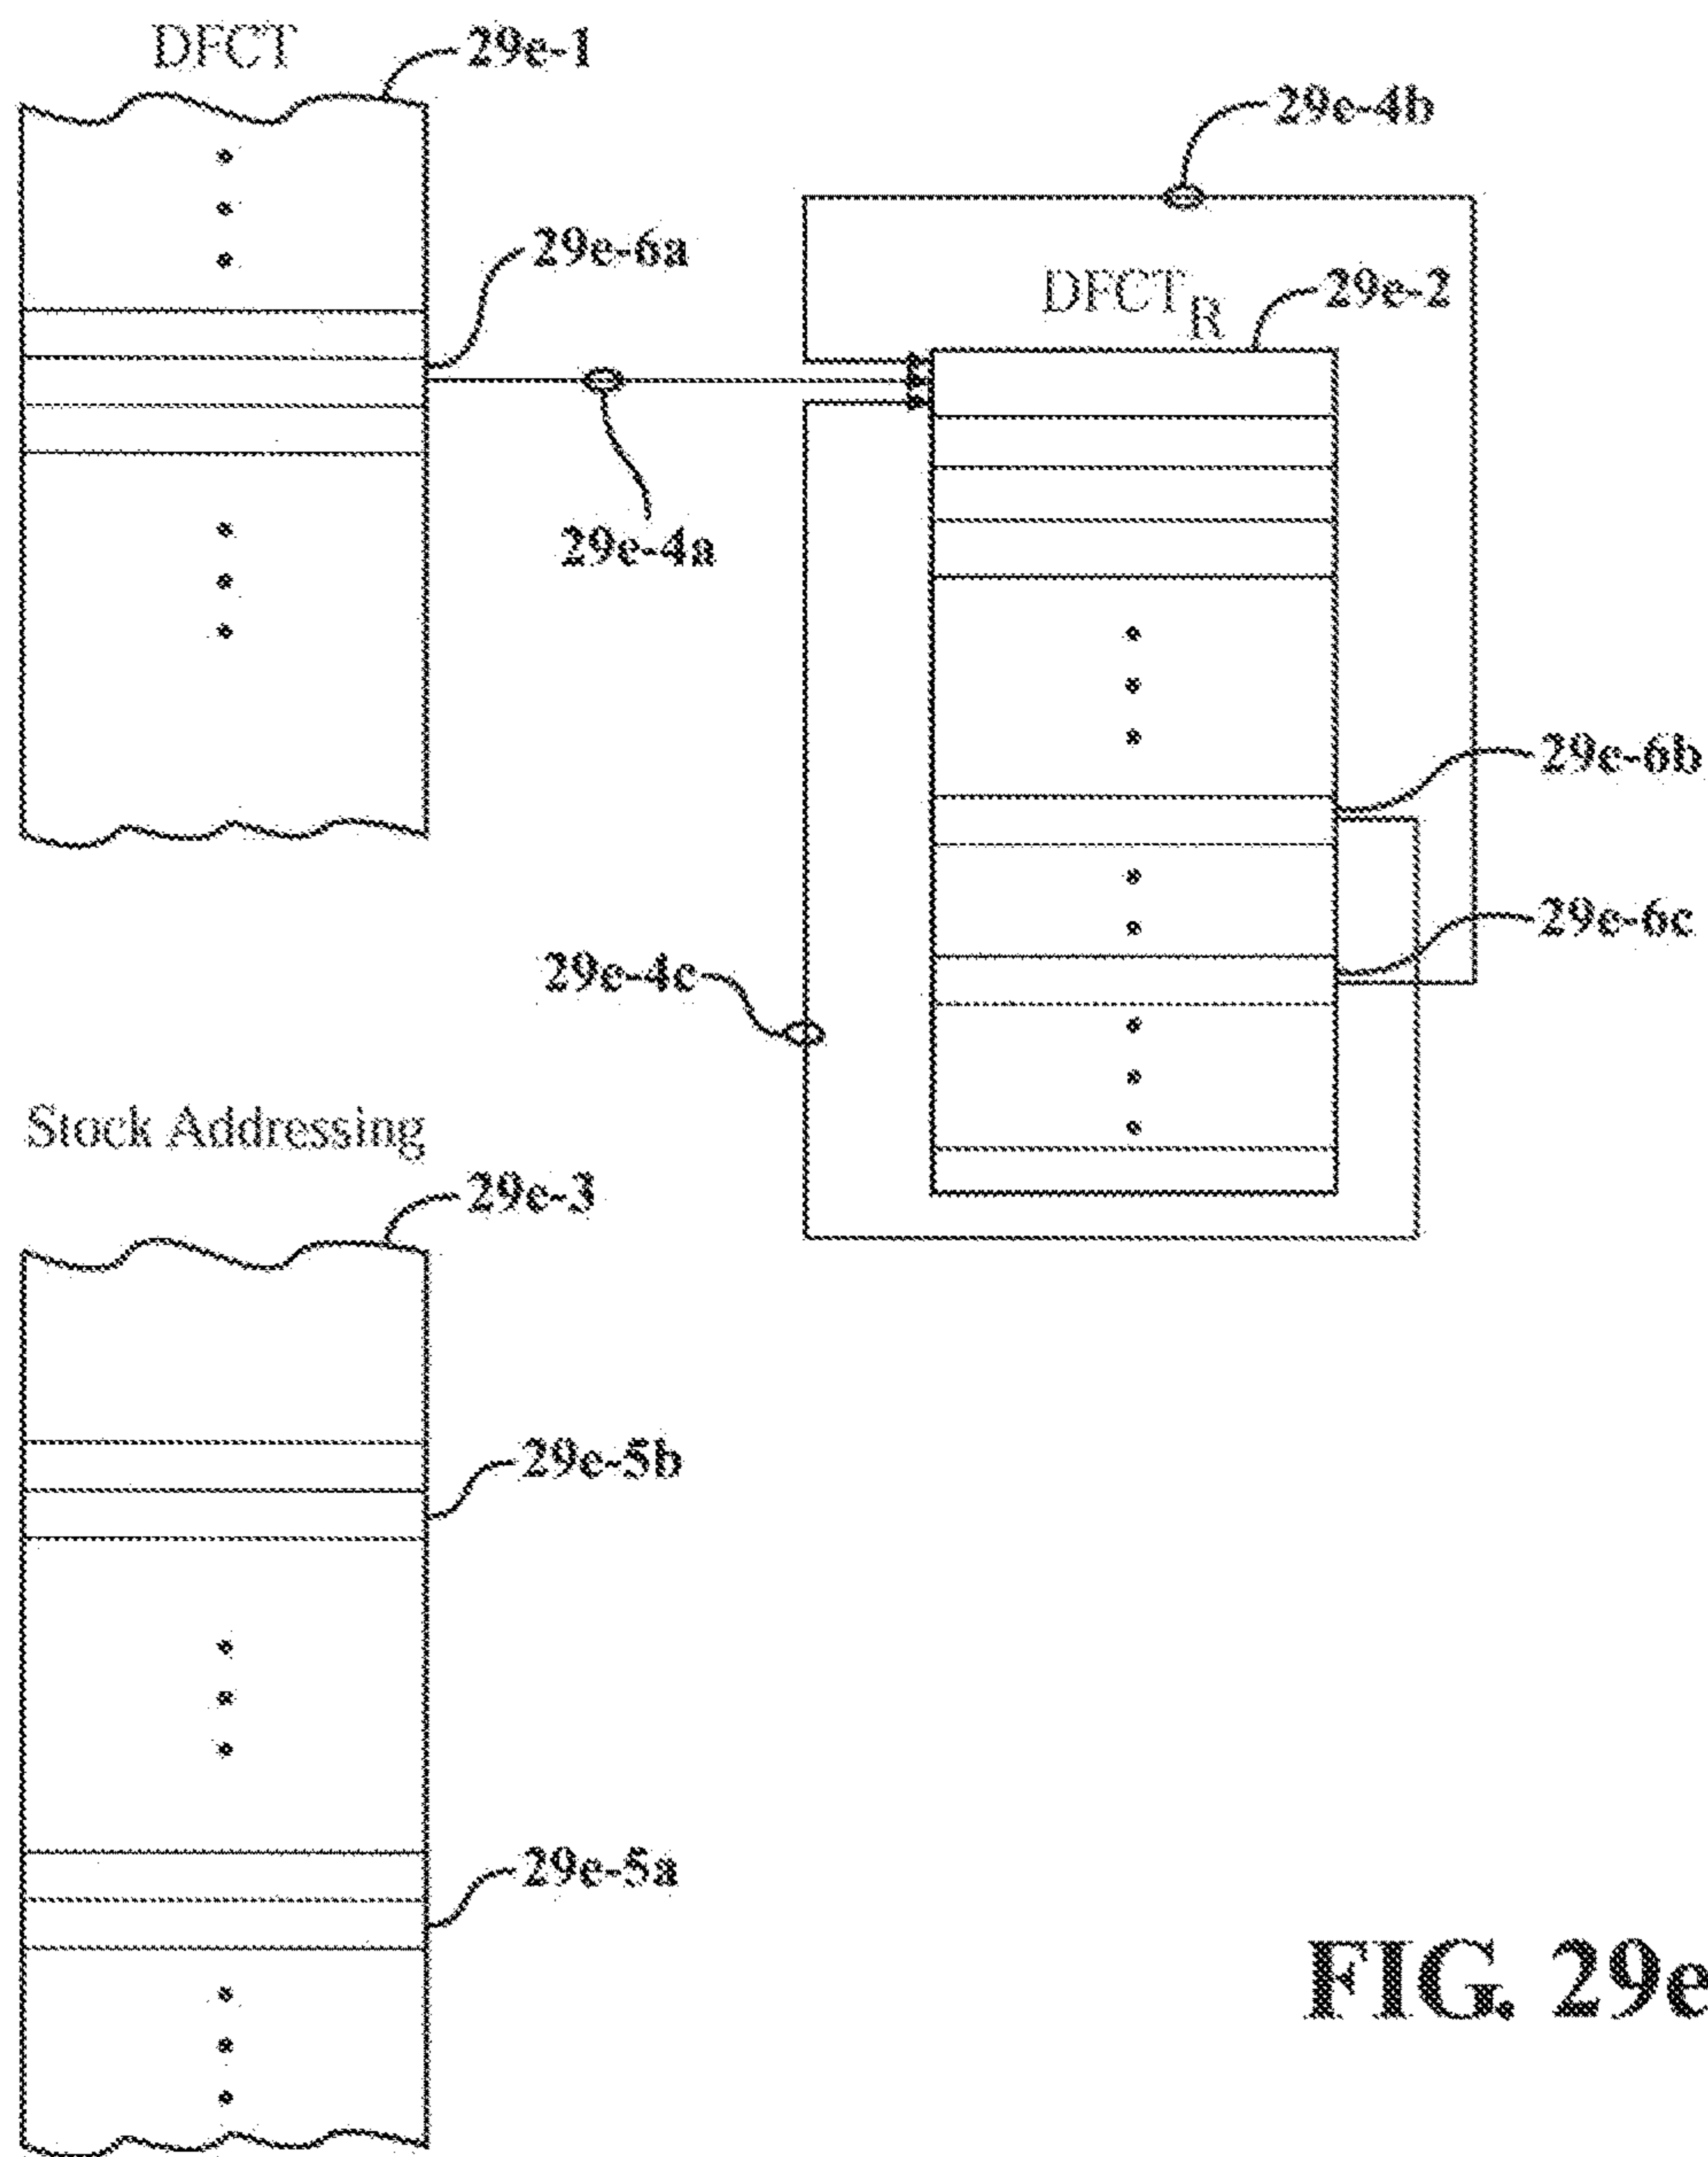 DFCT
29e-1
29e-4b
29e-6a
DFCT R
29e-2
29e-4a
29e-6b
29e-6c
29e-4c
Stock Addressing
29e-3
29e-5b
29e-5a
FIG. 29e